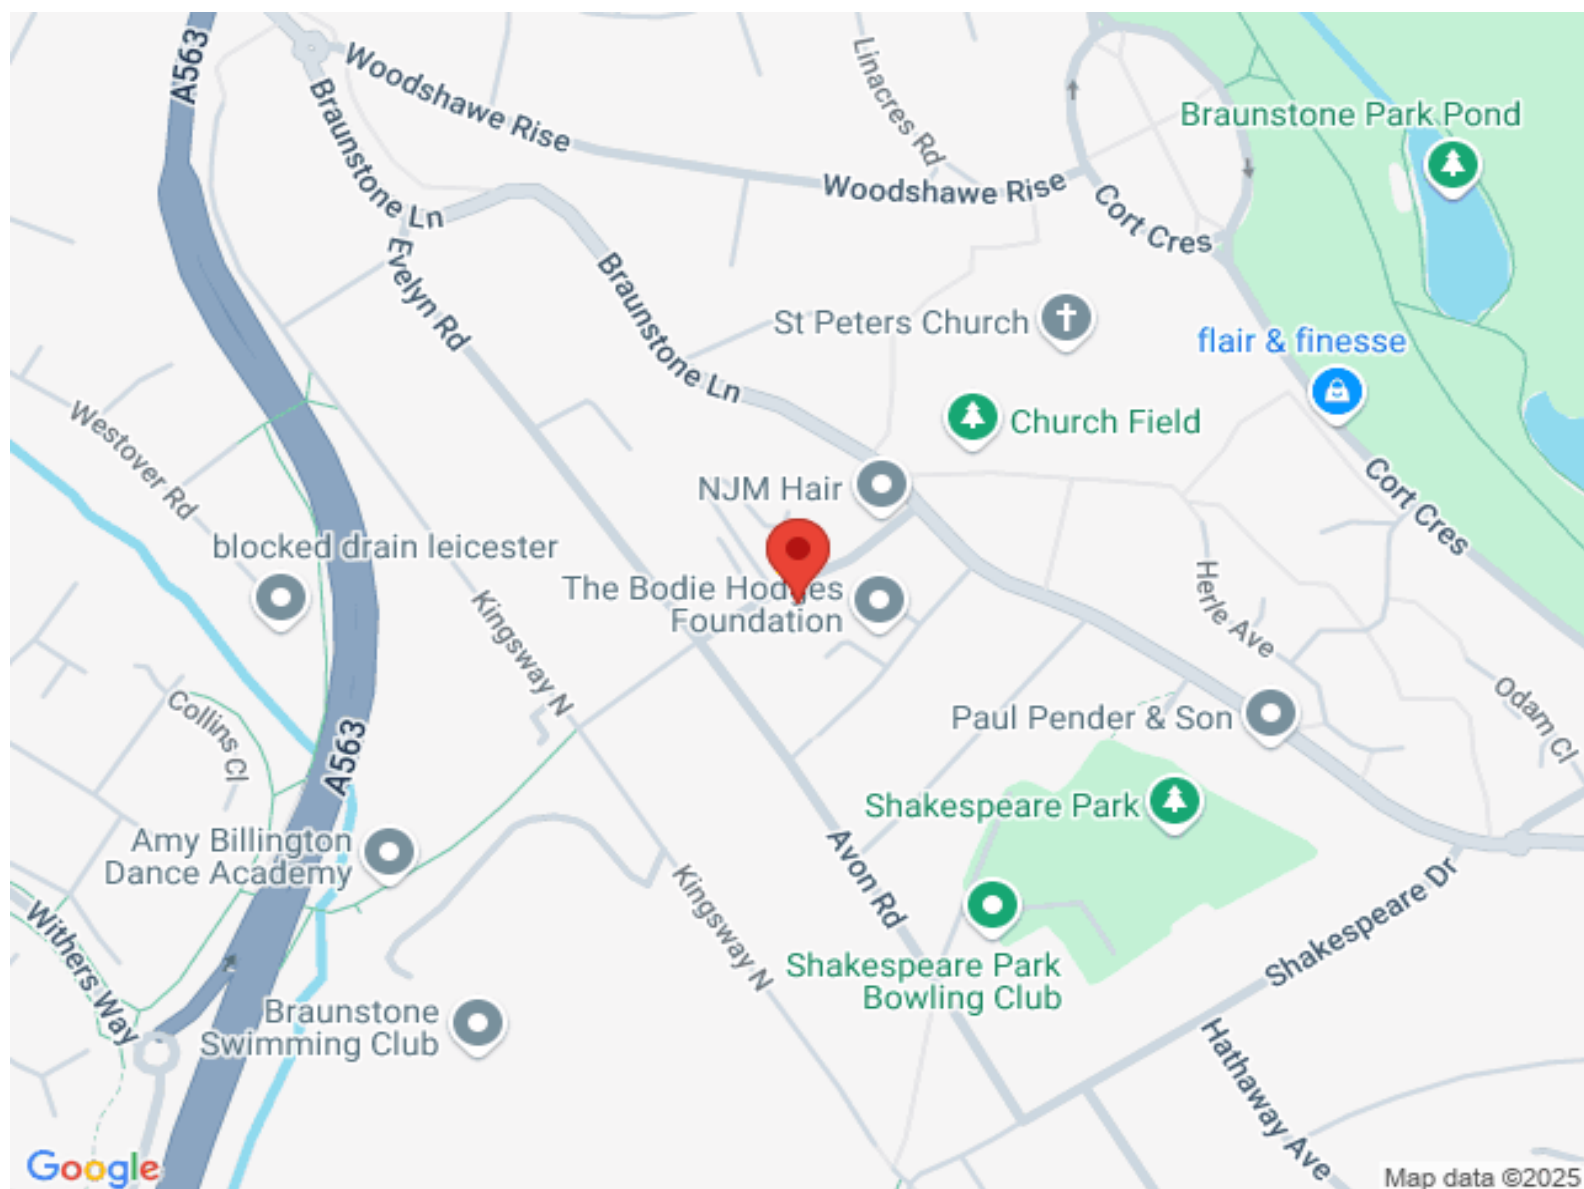 A563
Woodshawe Rise
Linacres Rd
Braunstone Park Pond
Braunstone Ln
Woodshawe Rise
Cort Cres
Evelyn Rd
Braunstone Ln
St Peters Church
flair & finesse
Westover Rd
Church Field
NJM Hair
Cort Cres
blocked drain leicester
The Bodie Hodges
Foundation
Herle Ave
Kingsway N
Collins Cl
A563
Paul Pender & Son
Odam Cl
Shakespeare Park
Amy Billington
Dance Academy
Avon Rd
Kingsway N
Shakespeare Dr
Withers Way
Shakespeare Park
Bowling Club
Braunstone
Swimming Club
Hathaway Ave
Google
Map data ©2025